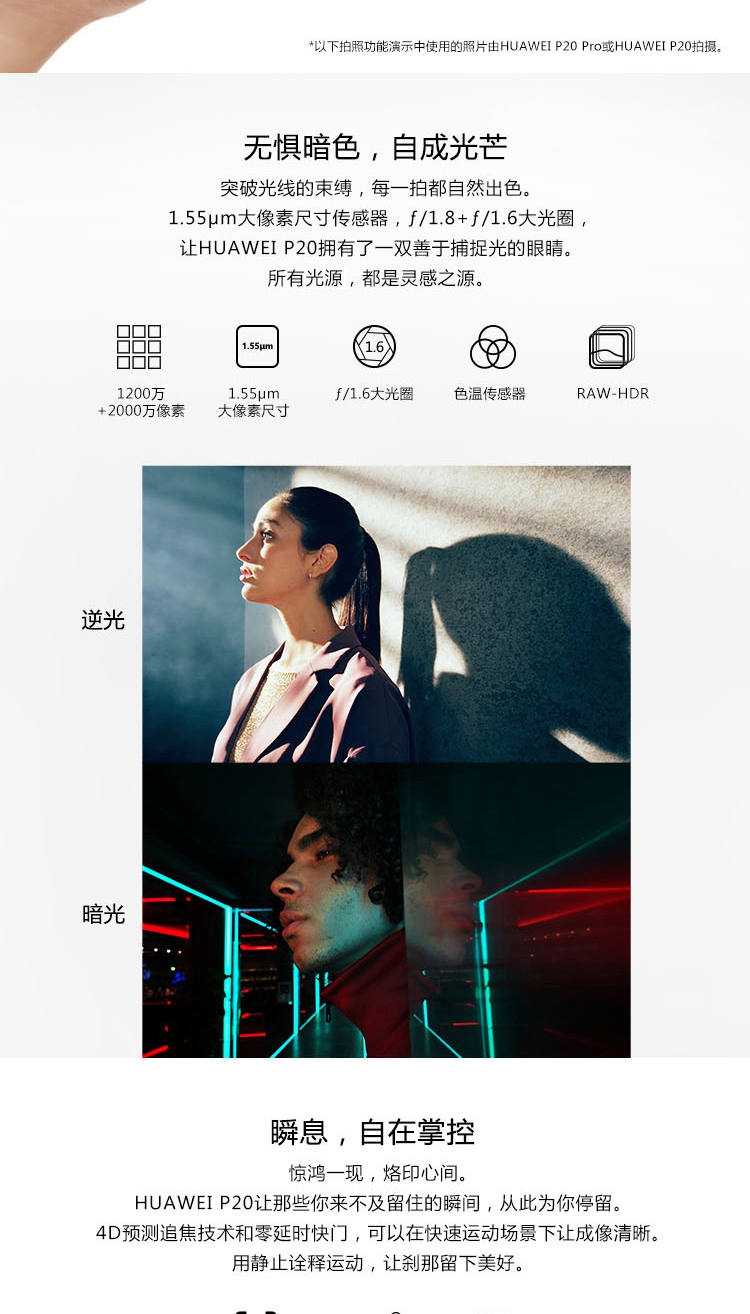 *以下拍照功能演示中使用的照片由HUAWEI P20 Pro或HUAWEI P20拍摄。
无惧暗色，自成光芒
突破光线的束缚，每一拍都自然出色。
1.55μm大像素尺寸传感器，ƒ/1.8+ƒ/1.6大光圈，
让HUAWEI P20拥有了一双善于捕捉光的眼睛。
所有光源，都是灵感之源。
1.55μm
1.6
1200万
+2000万像素
1.55μm
大像素尺寸
ƒ/1.6大光圈
色温传感器
RAW-HDR
逆光
暗光
瞬息，自在掌控
惊鸿一现，烙印心间。
HUAWEI P20让那些你来不及留住的瞬间，从此为你停留。
4D预测追焦技术和零延时快门，可以在快速运动场景下让成像清晰。
用静止诠释运动，让刹那留下美好。